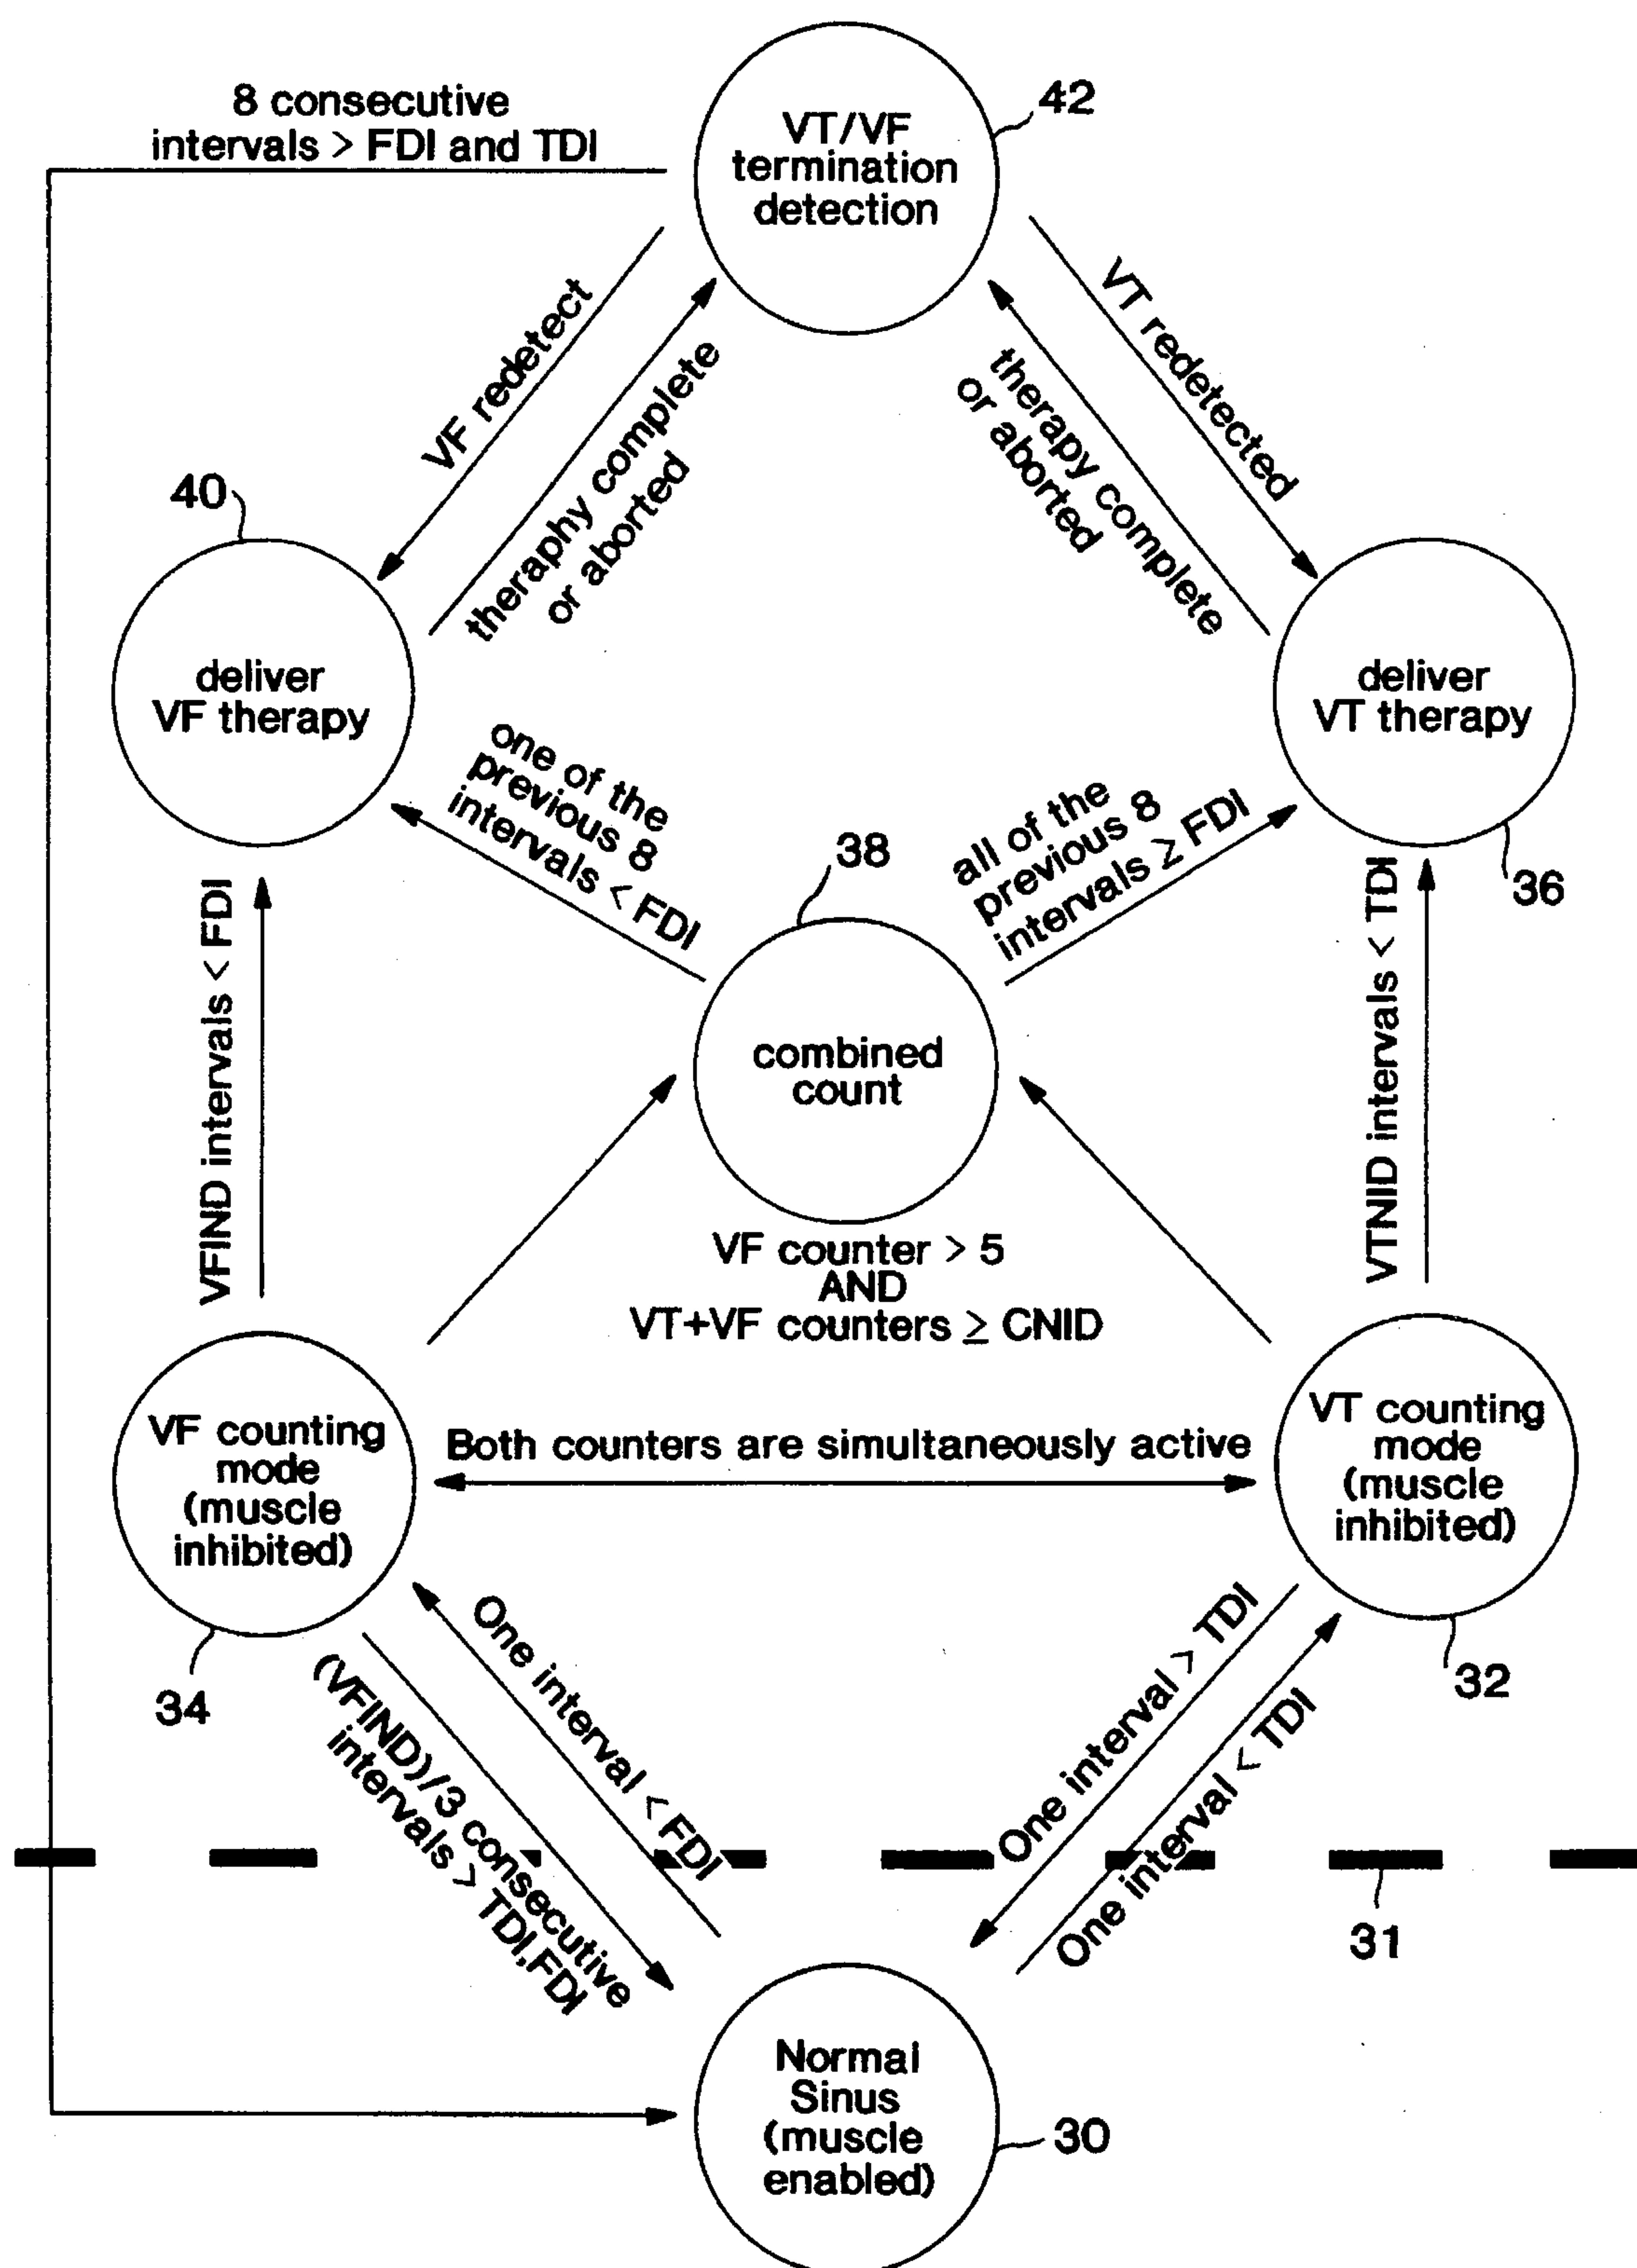 8 consecutive
intervals > FDI and TDI
42
VT/VF
termination
detection
VF redetect
theraphy complete
or aborted
VT redetected
therapy complete
or aborted
40
deliver
VF therapy
deliver
VT therapy
36
one of the
previous 8
intervals < FDI
38
all of the
previous 8
intervals ≥ FDI
VFIND intervals < FDI
combined
count
VTNID intervals < TDI
VF counter > 5
AND
VT+VF counters ≥ CNID
VF counting
mode
(muscle
inhibited)
34
Both counters are simultaneously active
VT counting
mode
(muscle
inhibited)
32
(VFIND)/3 consecutive
intervals > TDI,FDI
One interval < FDI
One interval > TDI
One interval < TDI
31
Normal
Sinus
(muscle
enabled)
30